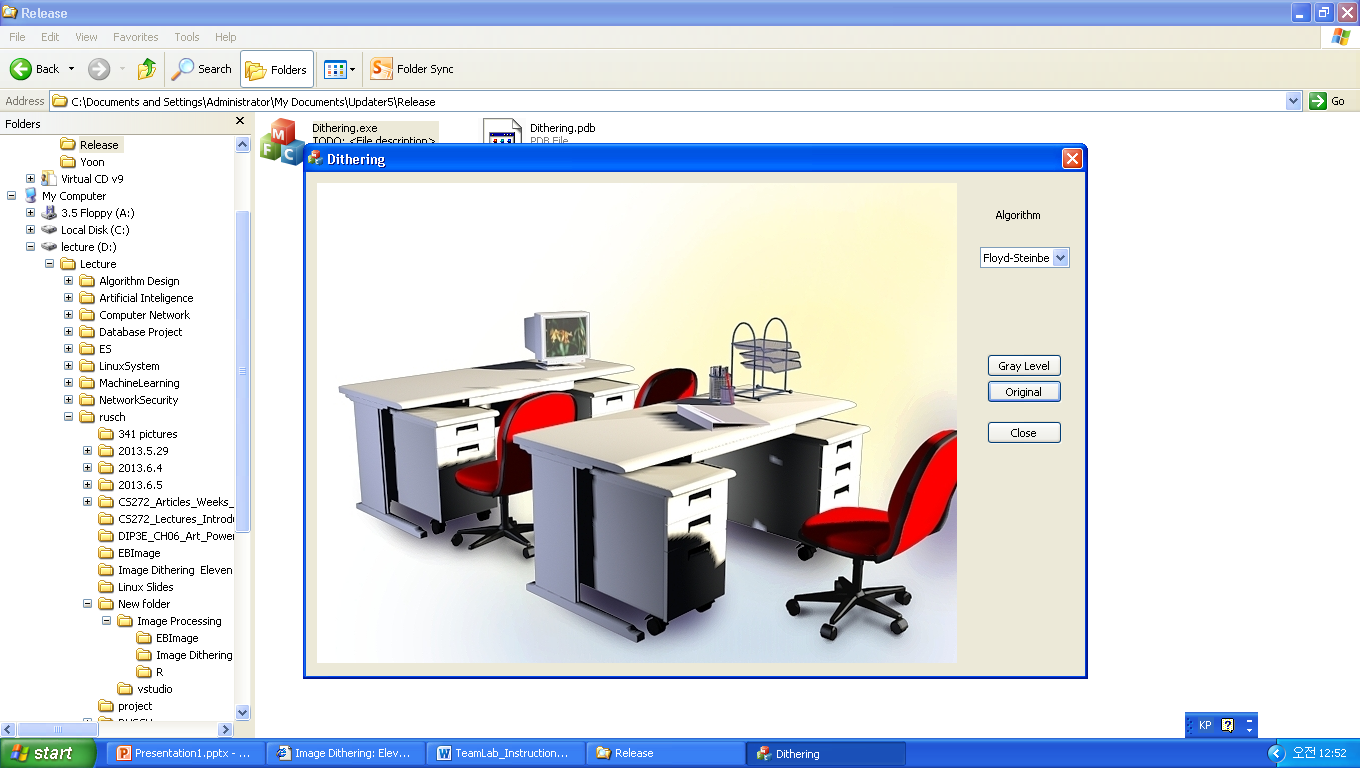 Release
File Edit View Favorites Tools Help
Back Search Folders Folder Sync
Address C:\Documents and Settings\Administrator\My Documents\Updater5\Release Go
Folders
Release
Yoon
Virtual CD v9
My Computer
3.5 Floppy (A:)
Local Disk (C:)
lecture (D:)
Lecture
Algorithm Design
Artificial Inteligence
Computer Network
Database Project
ES
LinuxSystem
MachineLearning
NetworkSecurity
rusch
341 pictures
2013.5.29
2013.6.4
2013.6.5
CS272_Articles_Weeks_
CS272_Lectures_Introdu
DIP3E_CH06_Art_Power
EBImage
Image Dithering Eleven
Linux Slides
New folder
Image Processing
EBImage
Image Dithering
R
vstudio
project
Dithering.exe
TODO: <File description>
Dithering.pdb
PDB File
MFC
Dithering
Algorithm
Floyd-Steinbe
Gray Level
Original
Close
KP
start
Presentation1.pptx - ...
Image Dithering: Elev...
TeamLab_Instruction...
Release
Dithering
오전 12:52